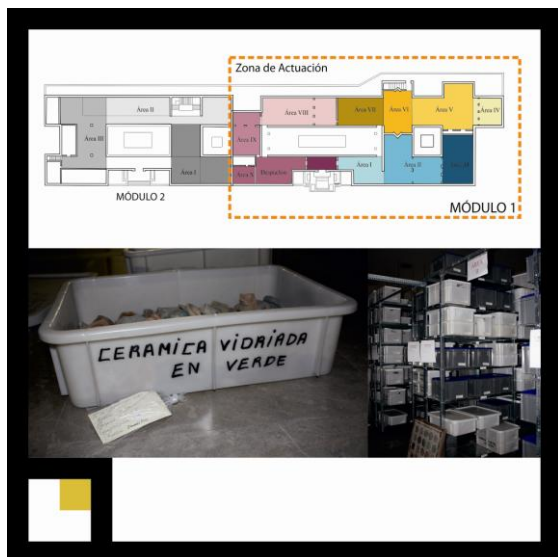 Zona de Actuación
Área II
Área III
Área I
MÓDULO 2
Área VIII
Área VII
Área VI
Área V
Área IV
Área IX
Área X
Área I
Área II
MÓDULO 1
CERAMICA VIDRIADA
EN VERDE